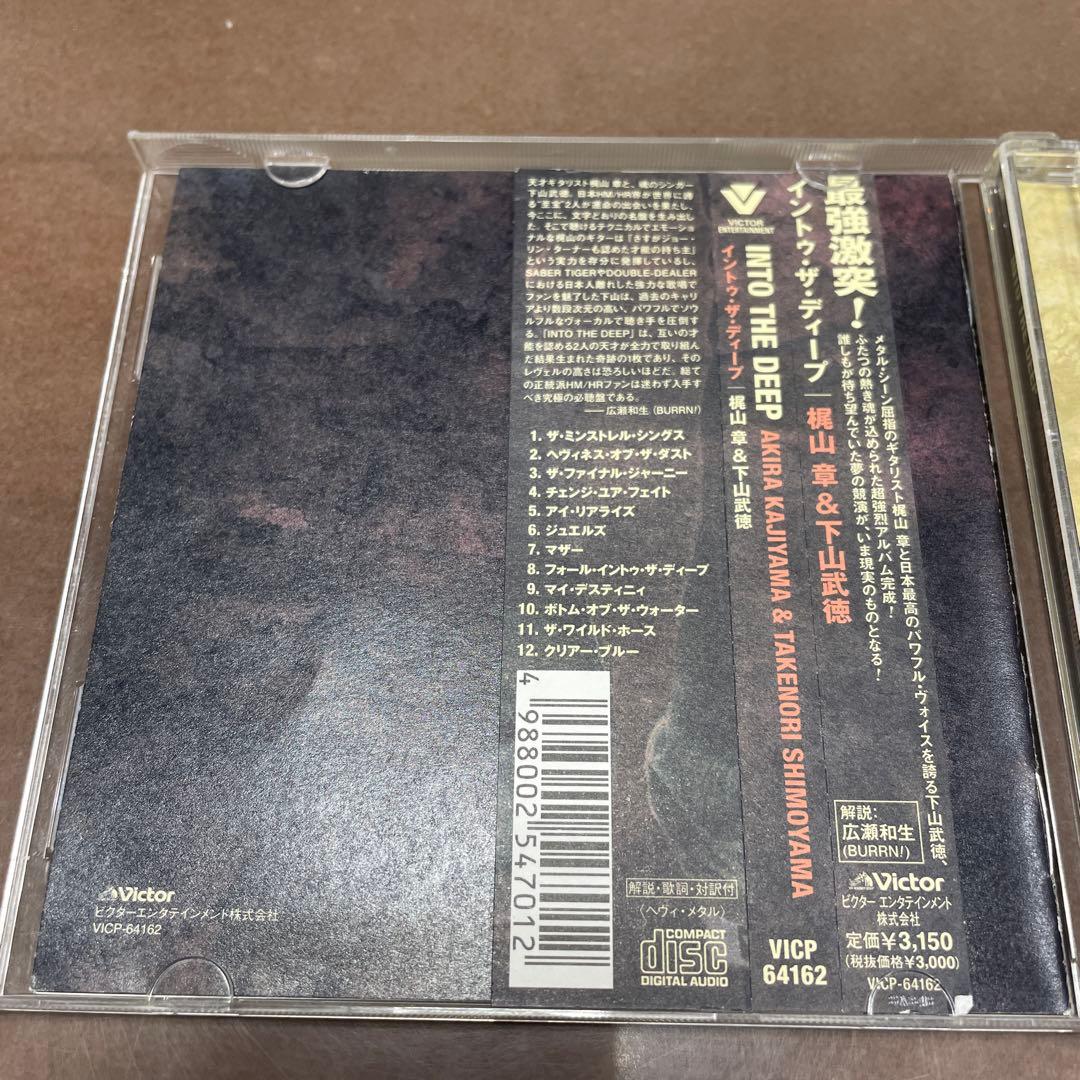 天才ギタリスト梶山 章と、魂のシンガー
下山武徳。日本HM/HR界が世界に誇
る“至宝”2人が運命の出会いを果たし、
今ここに、文字どおりの名盤を生み出し
た。そこで聴けるテクニカルでエモーショ
ナルな梶山のギターは「さすがジョー・
リン・ターナーも認めた才能の持ち主」
という実力を存分に発揮しているし、
SABER TIGERやDOUBLE-DEALER
における日本人離れした強力な歌唱で
ファンを魅了した下山は、過去のキャリ
アより数段次元の高い、パワフルでソウ
ルフルなヴォーカルで聴き手を圧倒す
る。「INTO THE DEEP」は、互いの才
能を認める2人の天才が全力で取り組ん
だ結果生まれた奇跡の1枚であり、その
レヴェルの高さは恐ろしいほどだ。総て
の正統派HM/HRファンは迷わず入手す
べき究極の必聴盤である。
——広瀬和生 (BURRN!)
1. ザ・ミンストレル・シングス
2. ヘヴィネス・オブ・ザ・ダスト
3. ザ・ファイナル・ジャーニー
4. チェンジ・ユア・フェイト
5. アイ・リアライズ
6. ジュエルズ
7. マザー
8. フォール・イントゥ・ザ・ディープ
9. マイ・デスティニィ
10. ボトム・オブ・ザ・ウォーター
11. ザ・ワイルド・ホース
12. クリアー・ブルー
4 988002 547012
解説・歌詞・対訳付
〈ヘヴィ・メタル〉
COMPACT
disc
DIGITAL AUDIO
VICTOR
ENTERTAINMENT
INTO THE DEEP AKIRA KAJIYAMA & TAKENORI SHIMOYAMA
イントゥ・ザ・ディープ｜梶山 章&下山武徳
VICP
64162
最強激突！
イントゥ・ザ・ディープ｜梶山 章&下山武徳
メタル・シーン屈指のギタリスト梶山 章と日本最高のパワフル・ヴォイスを誇る下山武徳、
ふたつの熱き魂が込められた超強烈アルバム完成！
誰しもが待ち望んでいた夢の競演が、いま現実のものとなる！
解説:
広瀬和生
(BURRN!)
Victor
ビクター エンタテインメント
株式会社
定価¥3,150
(税抜価格¥3,000)
VICP-64162
Victor
ビクターエンタテインメント株式会社
VICP-64162